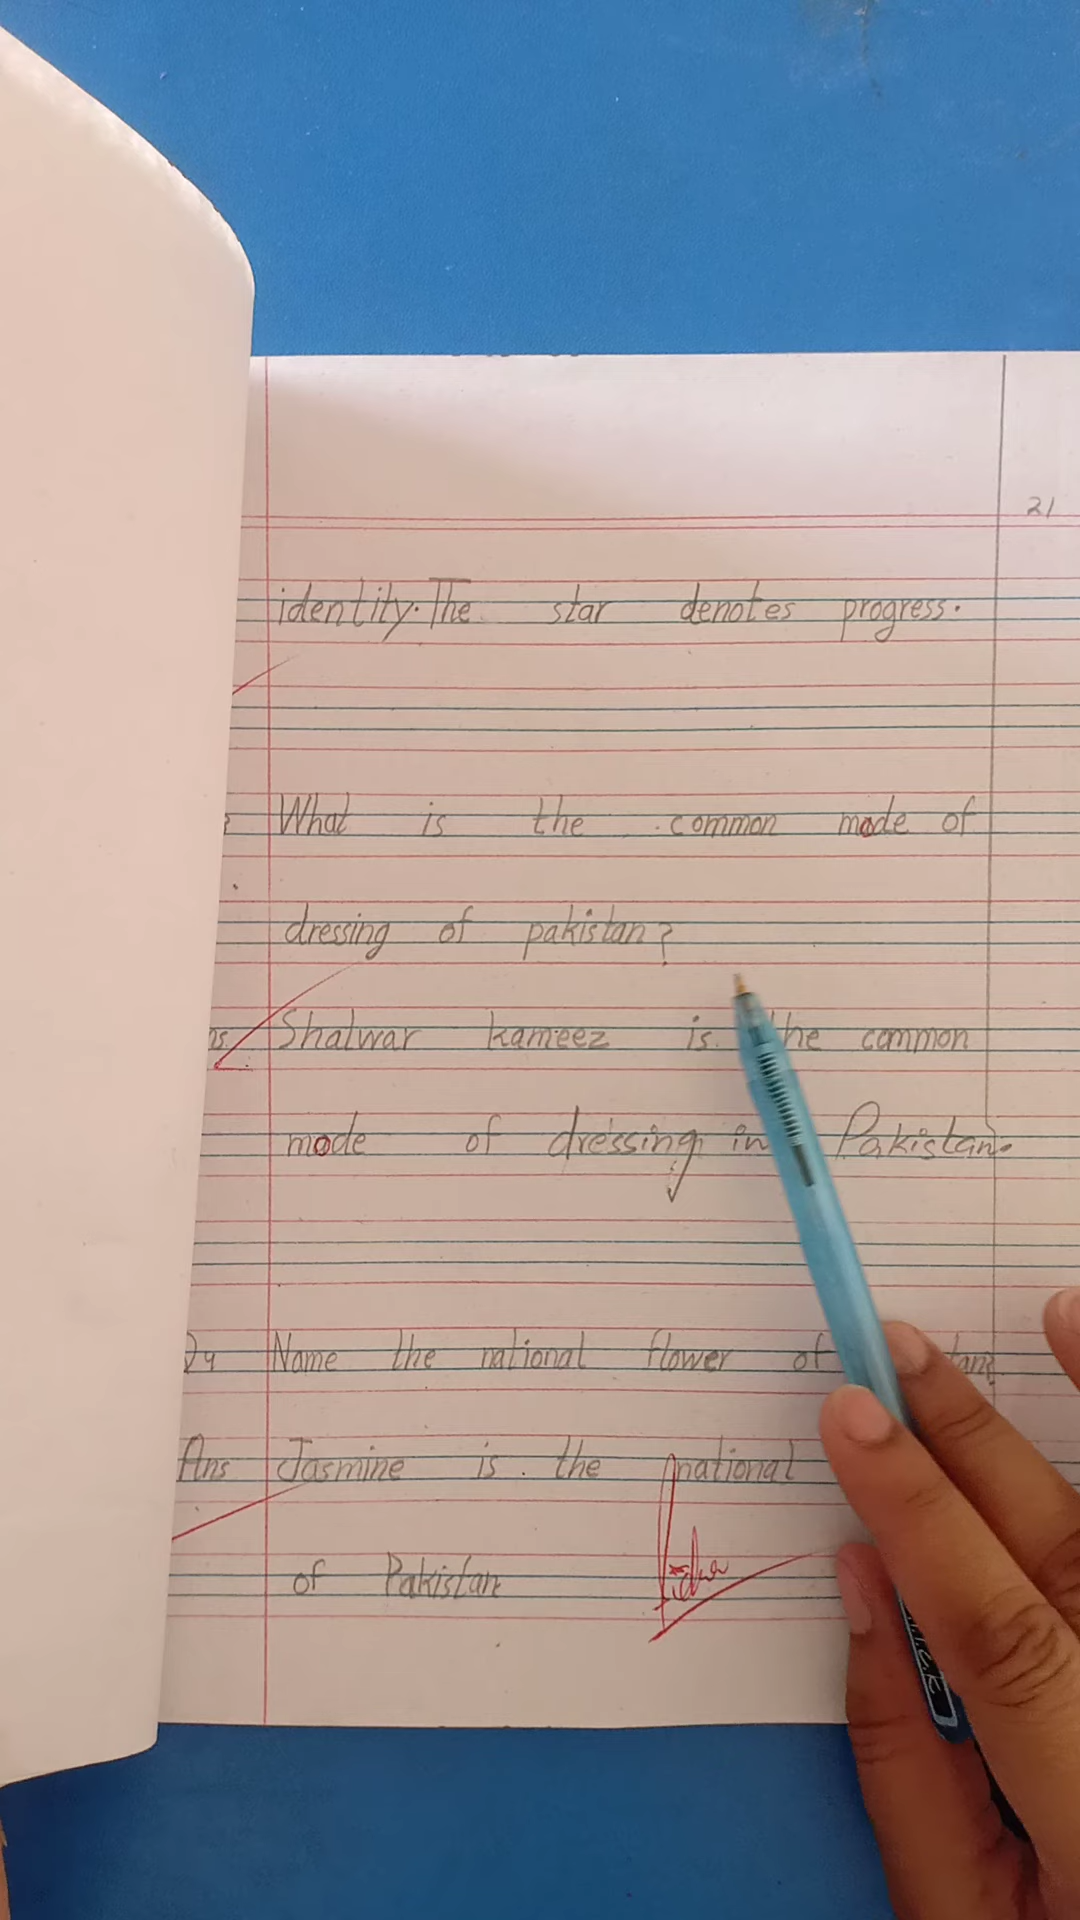 21
identity. The star denotes progress.
What is the common mode of
dressing of pakistan?
Shalwar kameez is the common
mode of dressing in Pakistan.
Name the national flower of
Ans Jasmine is the national
of Pakistan